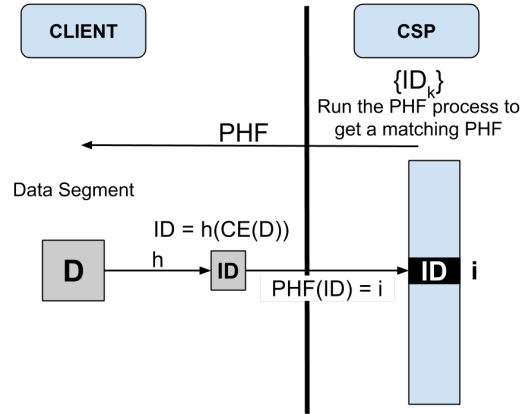 CLIENT
CSP
{IDk}
Run the PHF process to
get a matching PHF
PHF
Data Segment
ID = h(CE(D))
D
h
ID
ID
i
PHF(ID) = i